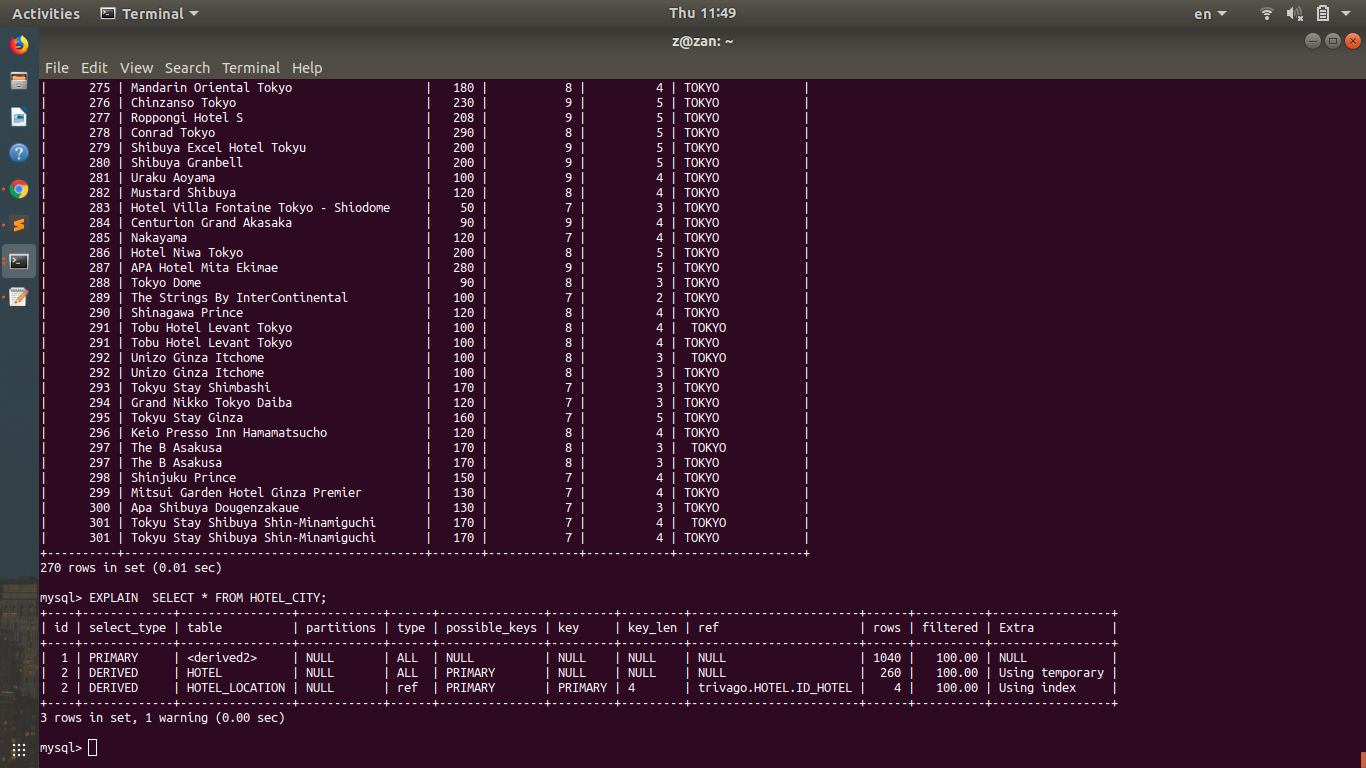 Activities Terminal Thu 11:49 en
z@zan: ~
File Edit View Search Terminal Help
| 275 | Mandarin Oriental Tokyo | 180 | 8 | 4 | TOKYO |
| 276 | Chinzanso Tokyo | 230 | 9 | 5 | TOKYO |
| 277 | Roppongi Hotel S | 208 | 9 | 5 | TOKYO |
| 278 | Conrad Tokyo | 290 | 8 | 5 | TOKYO |
| 279 | Shibuya Excel Hotel Tokyu | 200 | 9 | 5 | TOKYO |
| 280 | Shibuya Granbell | 200 | 9 | 5 | TOKYO |
| 281 | Uraku Aoyama | 100 | 9 | 4 | TOKYO |
| 282 | Mustard Shibuya | 120 | 8 | 4 | TOKYO |
| 283 | Hotel Villa Fontaine Tokyo - Shiodome | 50 | 7 | 3 | TOKYO |
| 284 | Centurion Grand Akasaka | 90 | 9 | 4 | TOKYO |
| 285 | Nakayama | 120 | 7 | 4 | TOKYO |
| 286 | Hotel Niwa Tokyo | 200 | 8 | 5 | TOKYO |
| 287 | APA Hotel Mita Ekimae | 280 | 9 | 5 | TOKYO |
| 288 | Tokyo Dome | 90 | 8 | 3 | TOKYO |
| 289 | The Strings By InterContinental | 100 | 7 | 2 | TOKYO |
| 290 | Shinagawa Prince | 120 | 8 | 4 | TOKYO |
| 291 | Tobu Hotel Levant Tokyo | 100 | 8 | 4 |  TOKYO |
| 291 | Tobu Hotel Levant Tokyo | 100 | 8 | 4 | TOKYO |
| 292 | Unizo Ginza Itchome | 100 | 8 | 3 |  TOKYO |
| 292 | Unizo Ginza Itchome | 100 | 8 | 3 | TOKYO |
| 293 | Tokyu Stay Shimbashi | 170 | 7 | 3 | TOKYO |
| 294 | Grand Nikko Tokyo Daiba | 120 | 7 | 3 | TOKYO |
| 295 | Tokyu Stay Ginza | 160 | 7 | 5 | TOKYO |
| 296 | Keio Presso Inn Hamamatsucho | 120 | 8 | 4 | TOKYO |
| 297 | The B Asakusa | 170 | 8 | 3 |  TOKYO |
| 297 | The B Asakusa | 170 | 8 | 3 | TOKYO |
| 298 | Shinjuku Prince | 150 | 7 | 4 | TOKYO |
| 299 | Mitsui Garden Hotel Ginza Premier | 130 | 7 | 4 | TOKYO |
| 300 | Apa Shibuya Dougenzakaue | 130 | 7 | 3 | TOKYO |
| 301 | Tokyu Stay Shibuya Shin-Minamiguchi | 170 | 7 | 4 |  TOKYO |
| 301 | Tokyu Stay Shibuya Shin-Minamiguchi | 170 | 7 | 4 | TOKYO |
270 rows in set (0.01 sec)
mysql> EXPLAIN  SELECT * FROM HOTEL_CITY;
| id | select_type | table | partitions | type | possible_keys | key | key_len | ref | rows | filtered | Extra |
| 1 | PRIMARY | <derived2> | NULL | ALL | NULL | NULL | NULL | NULL | 1040 | 100.00 | NULL |
| 2 | DERIVED | HOTEL | NULL | ALL | PRIMARY | NULL | NULL | NULL | 260 | 100.00 | Using temporary |
| 2 | DERIVED | HOTEL_LOCATION | NULL | ref | PRIMARY | PRIMARY | 4 | trivago.HOTEL.ID_HOTEL | 4 | 100.00 | Using index |
3 rows in set, 1 warning (0.00 sec)
mysql>